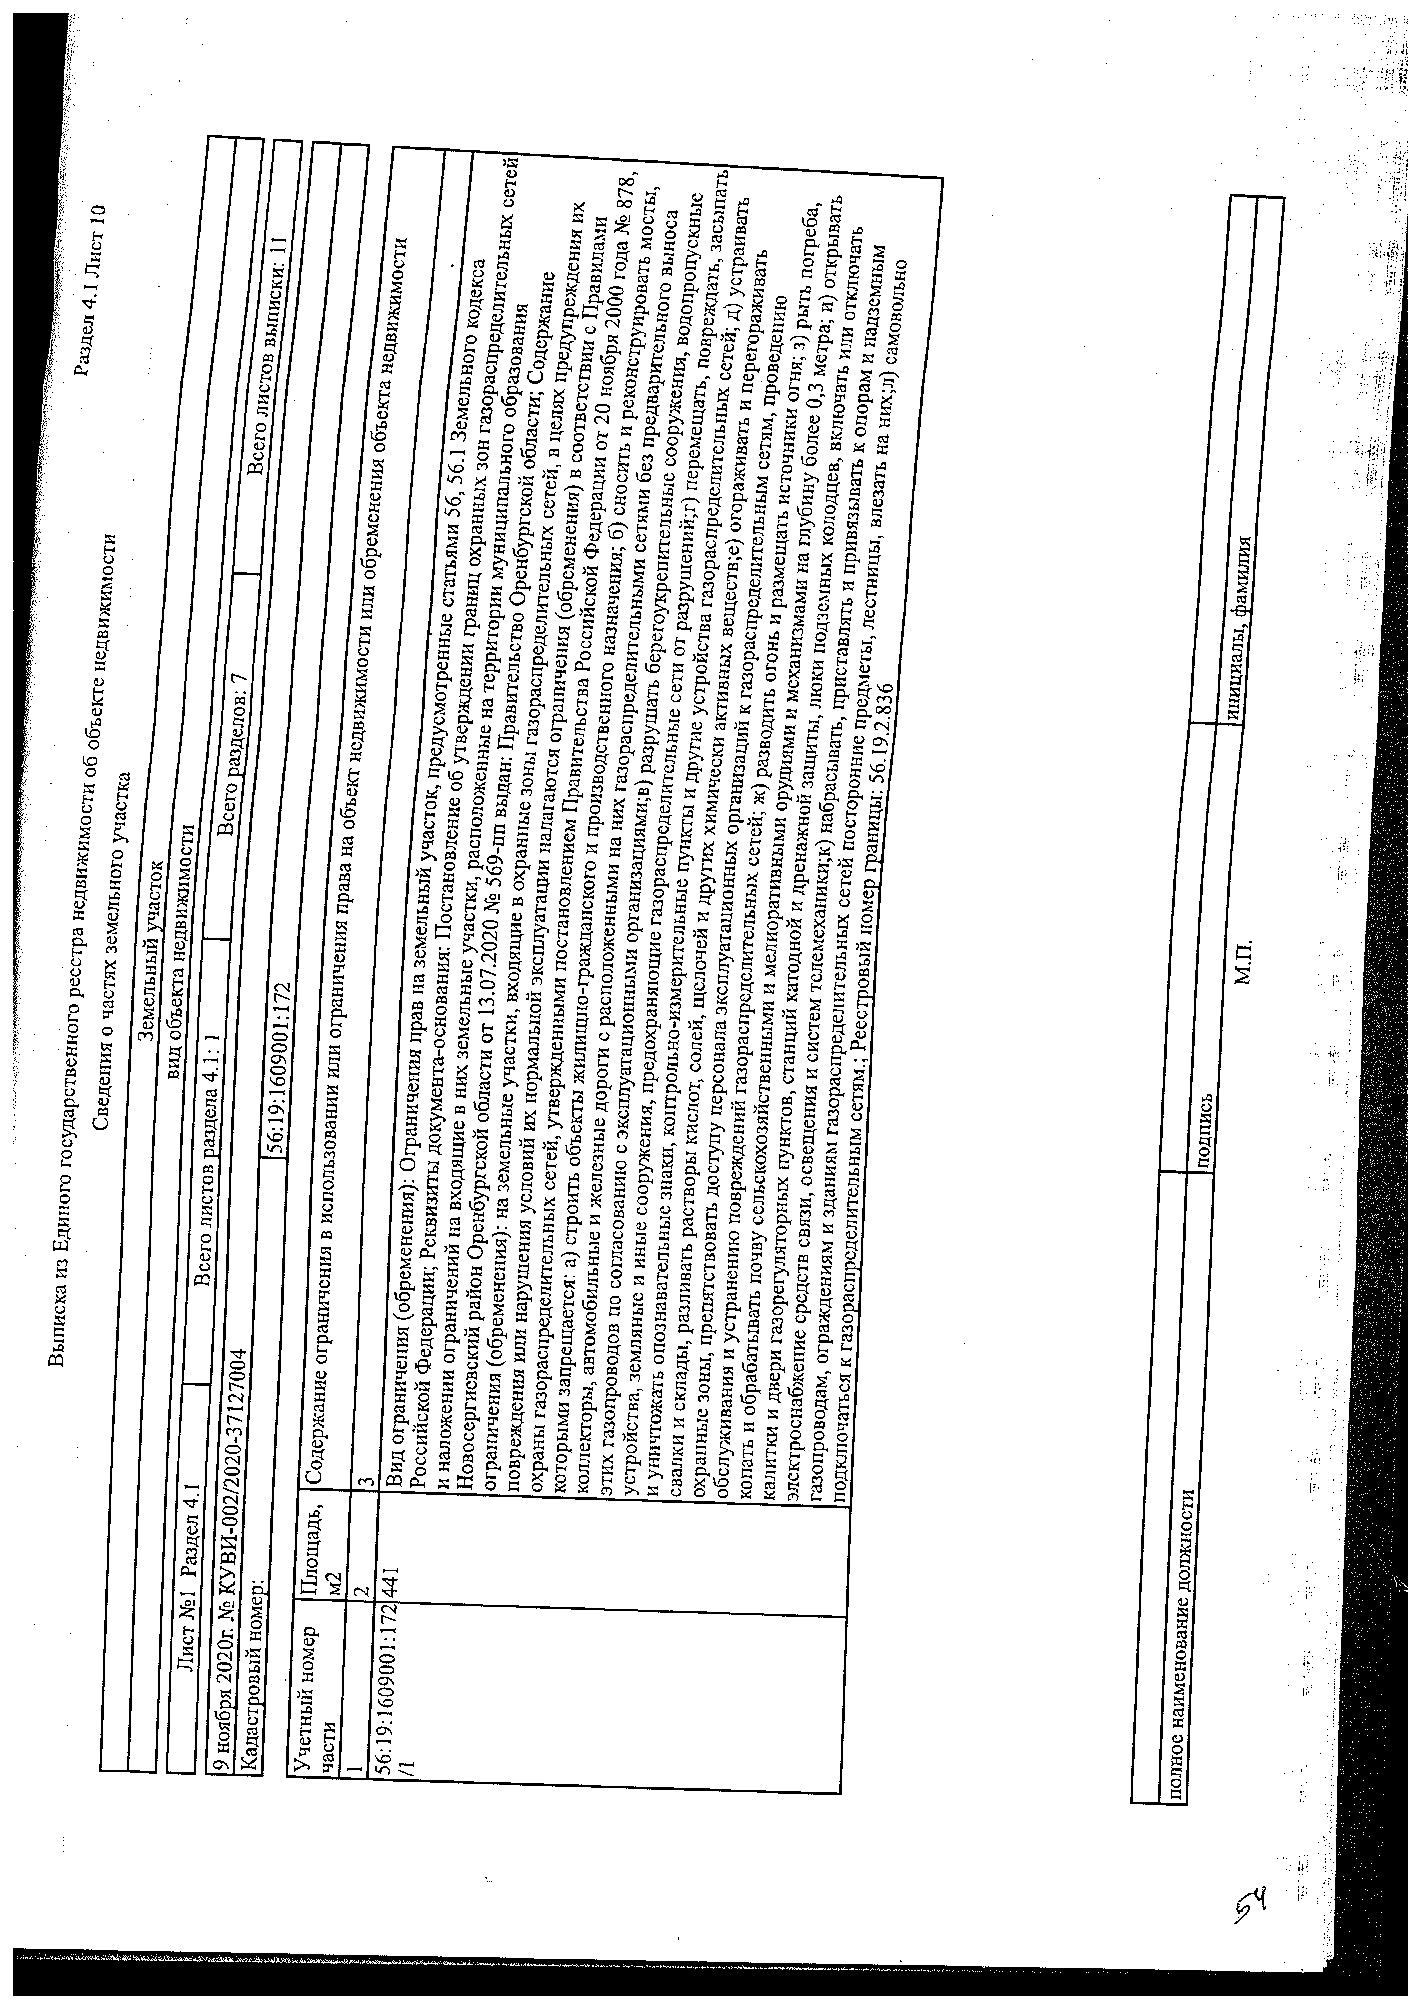 Раздел 4.1 Лист 10
Выписка из Единого государственного реестра недвижимости об объекте недвижимости
Сведения о частях земельного участка
Земельный участок
вид объекта недвижимости
Лист №1 Раздел 4.1
Всего листов раздела 4.1: 1
Всего разделов: 7
Всего листов выписки: 11
9 ноября 2020г. № КУВИ-002/2020-37127004
Кадастровый номер:
56:19:1609001:172
Учетный номер части
Площадь, м2
Содержание ограничения в использовании или ограничения права на объект недвижимости или обременения объекта недвижимости
1
2
3
56:19:1609001:172/1
441
Вид ограничения (обременения): Ограничения прав на земельный участок, предусмотренные статьями 56, 56.1 Земельного кодекса
Российской Федерации; Реквизиты документа-основания: Постановление об утверждении границ охранных зон газораспределительных сетей
и наложении ограничений на входящие в них земельные участки, расположенные на территории муниципального образования
Новосергиевский район Оренбургской области от 13.07.2020 № 569-пп выдан: Правительство Оренбургской области; Содержание
ограничения (обременения): на земельные участки, входящие в охранные зоны газораспределительных сетей, в целях предупреждения их
повреждения или нарушения условий их нормальной эксплуатации налагаются ограничения (обременения) в соответствии с Правилами
охраны газораспределительных сетей, утвержденными постановлением Правительства Российской Федерации от 20 ноября 2000 года № 878,
которыми запрещается: а) строить объекты жилищно-гражданского и производственного назначения; б) сносить и реконструировать мосты,
коллекторы, автомобильные и железные дороги с расположенными на них газораспределительными сетями без предварительного выноса
этих газопроводов по согласованию с эксплуатационными организациями;в) разрушать берегоукрепительные сооружения, водопропускные
устройства, земляные и иные сооружения, предохраняющие газораспределительные сети от разрушений;г) перемещать, повреждать, засыпать
и уничтожать опознавательные знаки, контрольно-измерительные пункты и другие устройства газораспределительных сетей; д) устраивать
свалки и склады, разливать растворы кислот, солей, щелочей и других химически активных веществ;е) огораживать и перегораживать
охранные зоны, препятствовать доступу персонала эксплуатационных организаций к газораспределительным сетям, проведению
обслуживания и устранению повреждений газораспределительных сетей; ж) разводить огонь и размещать источники огня; з) рыть погреба,
копать и обрабатывать почву сельскохозяйственными и мелиоративными орудиями и механизмами на глубину более 0,3 метра; и) открывать
калитки и двери газорегуляторных пунктов, станций катодной и дренажной защиты, люки подземных колодцев, включать или отключать
электроснабжение средств связи, освещения и систем телемеханики;к) набрасывать, приставлять и привязывать к опорам и надземным
газопроводам, ограждениям и зданиям газораспределительных сетей посторонние предметы, лестницы, влезать на них;л) самовольно
подключаться к газораспределительным сетям.; Реестровый номер границы: 56.19.2.836
полное наименование должности
подпись
инициалы, фамилия
М.П.
54